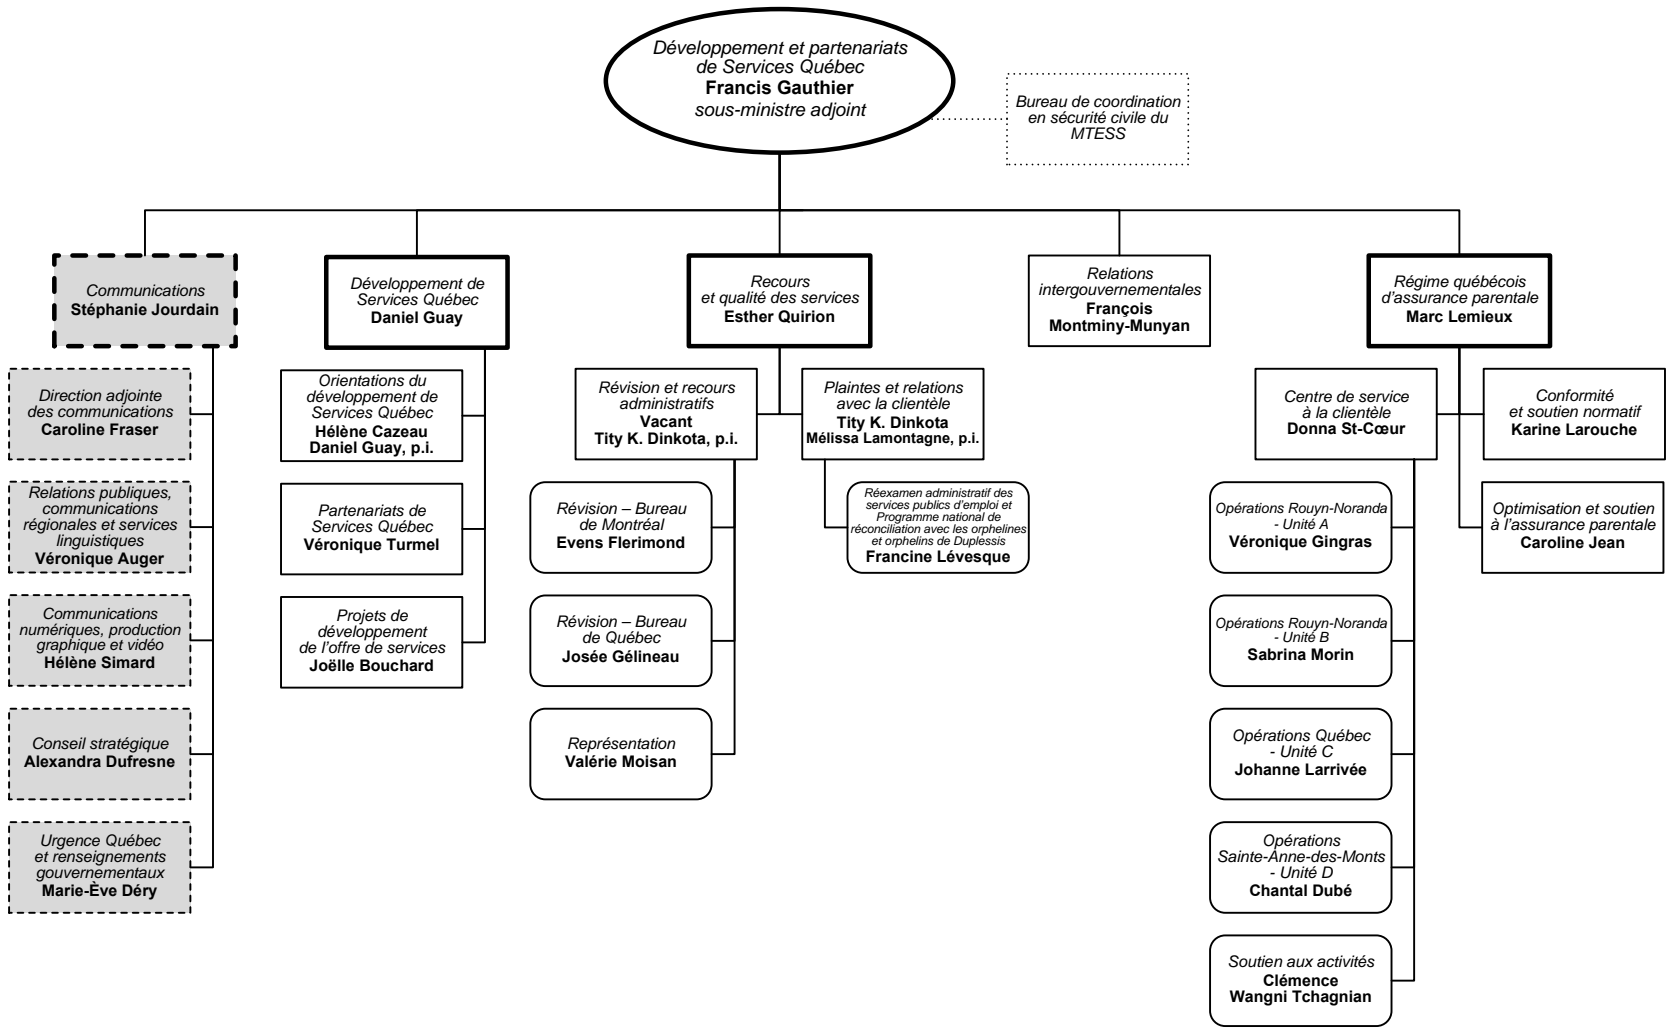 Développement et partenariats
de Services Québec
Francis Gauthier
sous-ministre adjoint
Bureau de coordination
en sécurité civile du
MTESS
Communications
Stéphanie Jourdain
Direction adjointe
des communications
Caroline Fraser
Relations publiques,
communications
régionales et services
linguistiques
Véronique Auger
Communications
numériques, production
graphique et vidéo
Hélène Simard
Conseil stratégique
Alexandra Dufresne
Urgence Québec
et renseignements
gouvernementaux
Marie-Ève Déry
Développement de
Services Québec
Daniel Guay
Orientations du
développement de
Services Québec
Hélène Cazeau
Daniel Guay, p.i.
Partenariats de
Services Québec
Véronique Turmel
Projets de
développement
de l'offre de services
Joëlle Bouchard
Recours
et qualité des services
Esther Quirion
Révision et recours
administratifs
Vacant
Tity K. Dinkota, p.i.
Révision – Bureau
de Montréal
Evens Flerimond
Révision – Bureau
de Québec
Josée Gélineau
Représentation
Valérie Moisan
Plaintes et relations
avec la clientèle
Tity K. Dinkota
Mélissa Lamontagne, p.i.
Réexamen administratif des
services publics d'emploi et
Programme national de
réconciliation avec les orphelines
et orphelins de Duplessis
Francine Lévesque
Relations
intergouvernementales
François
Montminy-Munyan
Régime québécois
d'assurance parentale
Marc Lemieux
Centre de service
à la clientèle
Donna St-Cœur
Opérations Rouyn-Noranda
- Unité A
Véronique Gingras
Opérations Rouyn-Noranda
- Unité B
Sabrina Morin
Opérations Québec
- Unité C
Johanne Larrivée
Opérations
Sainte-Anne-des-Monts
- Unité D
Chantal Dubé
Soutien aux activités
Clémence
Wangni Tchagnian
Conformité
et soutien normatif
Karine Larouche
Optimisation et soutien
à l'assurance parentale
Caroline Jean